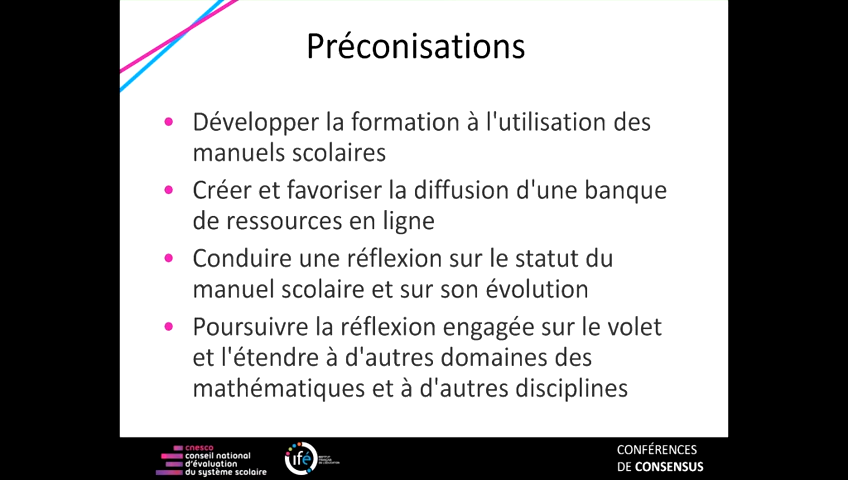 Préconisations
Développer la formation à l'utilisation des
manuels scolaires
Créer et favoriser la diffusion d'une banque
de ressources en ligne
Conduire une réflexion sur le statut du
manuel scolaire et sur son évolution
Poursuivre la réflexion engagée sur le volet
et l'étendre à d'autres domaines des
mathématiques et à d'autres disciplines
cnesco
conseil national
d'évaluation
du système scolaire
ifé
CONFÉRENCES
DE CONSENSUS